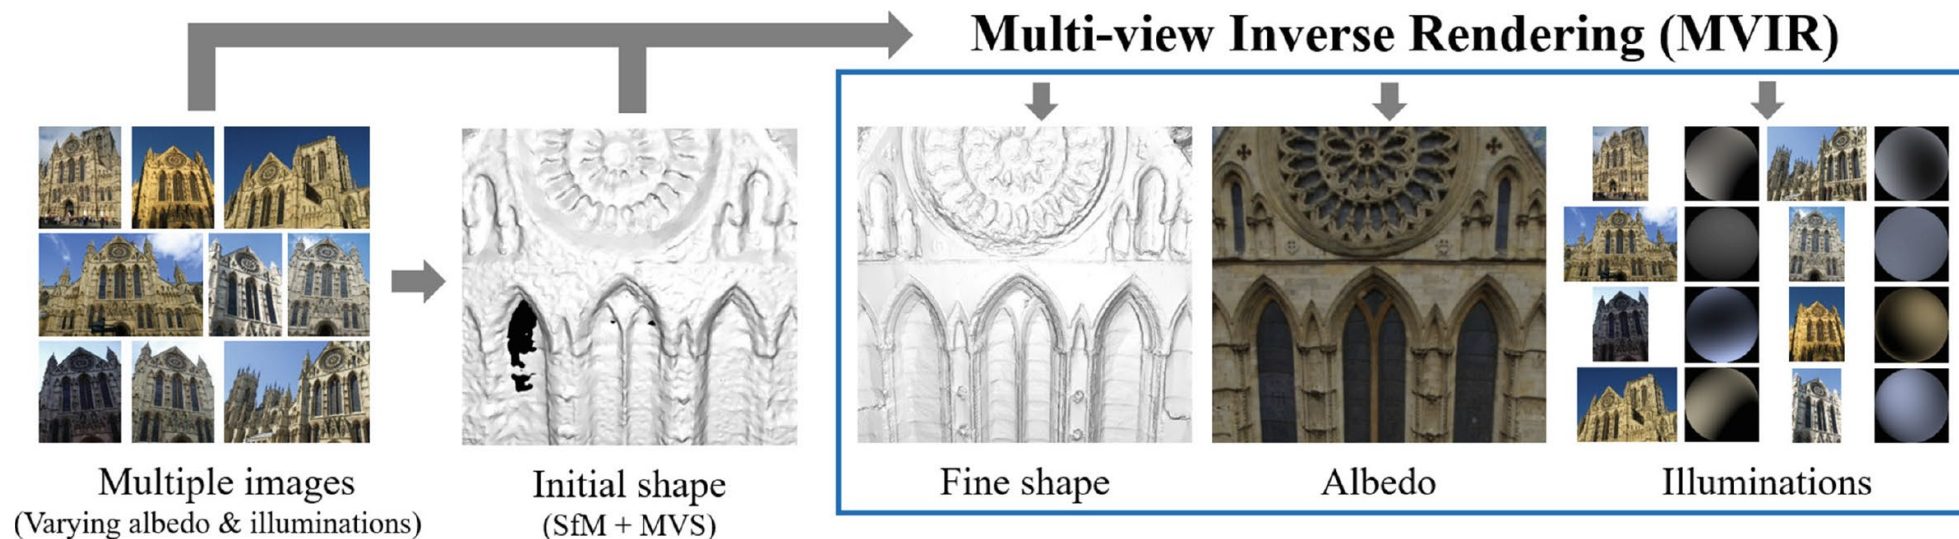 Multi-view Inverse Rendering (MVIR)
Multiple images
(Varying albedo & illuminations)
Initial shape
(SfM + MVS)
Fine shape
Albedo
Illuminations